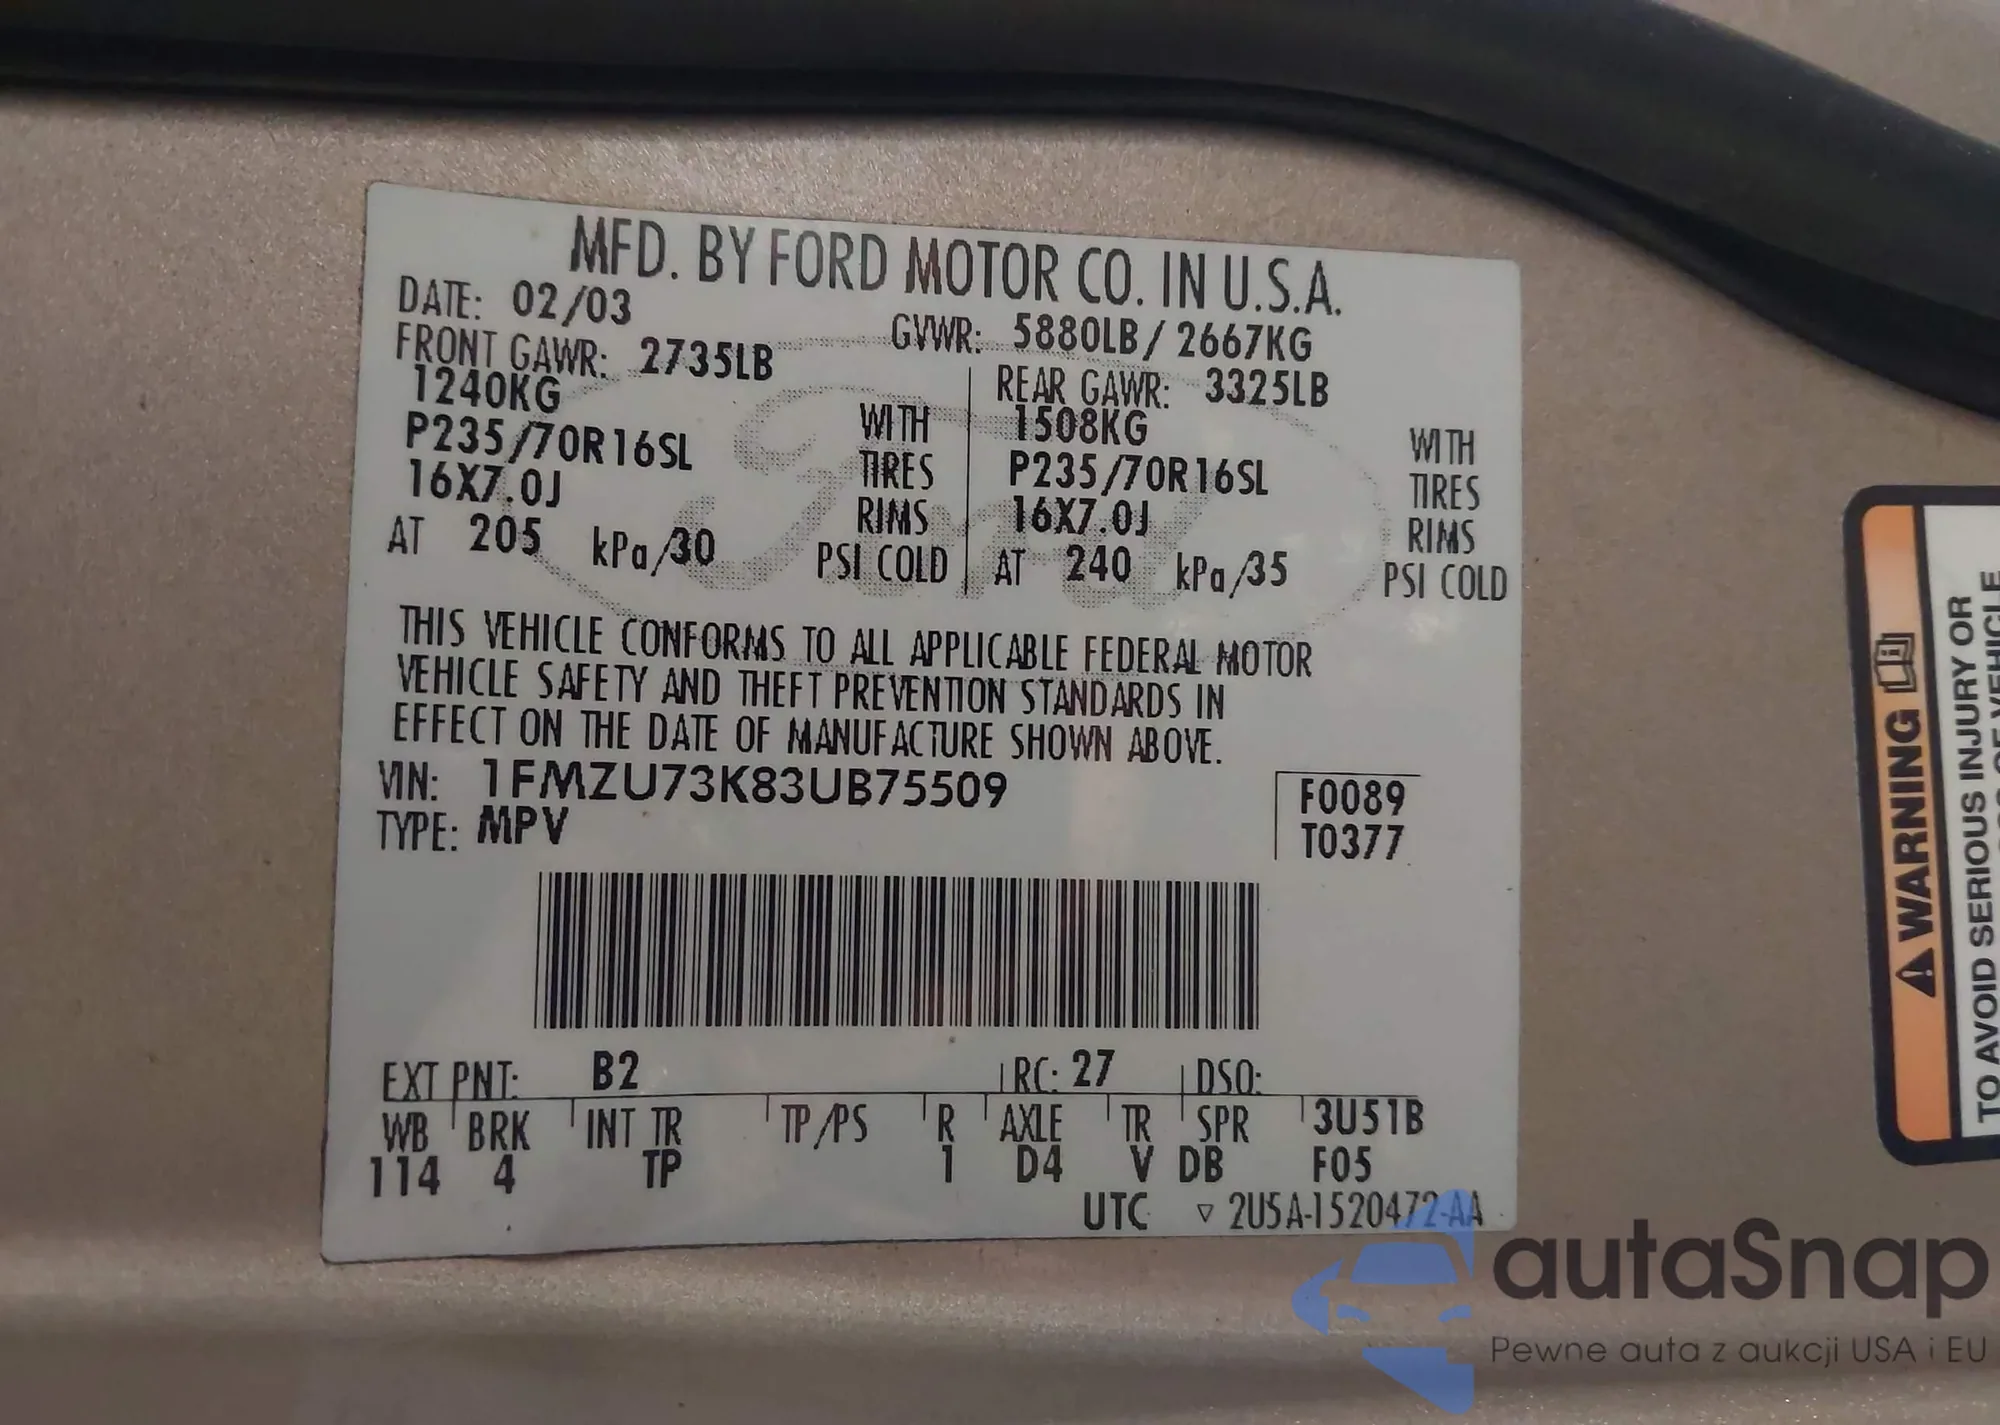 MFD. BY FORD MOTOR CO. IN U.S.A.
DATE: 02/03 GVWR: 5880LB/ 2667KG
FRONT GAWR: 2735LB REAR GAWR: 3325LB
1240KG WITH 1508KG WITH
P235/70R16SL TIRES P235/70R16SL TIRES
16X7.0J RIMS 16X7.0J RIMS
AT 205 kPa/30 PSI COLD AT 240 kPa/35 PSI COLD
Ford
THIS VEHICLE CONFORMS TO ALL APPLICABLE FEDERAL MOTOR
VEHICLE SAFETY AND THEFT PREVENTION STANDARDS IN
EFFECT ON THE DATE OF MANUFACTURE SHOWN ABOVE.
VIN: 1FMZU73K83UB75509 F0089
TYPE: MPV T0377
EXT PNT: B2 RC: 27 DSO:
WB BRK INT TR TP/PS R AXLE TR SPR 3U51B
114 4 TP 1 D4 V DB F05
UTC ▿ 2U5A-1520472-AA
WARNING
TO AVOID SERIOUS INJURY OR
OF VEHICLE
autaSnap
Pewne auta z aukcji USA i EU